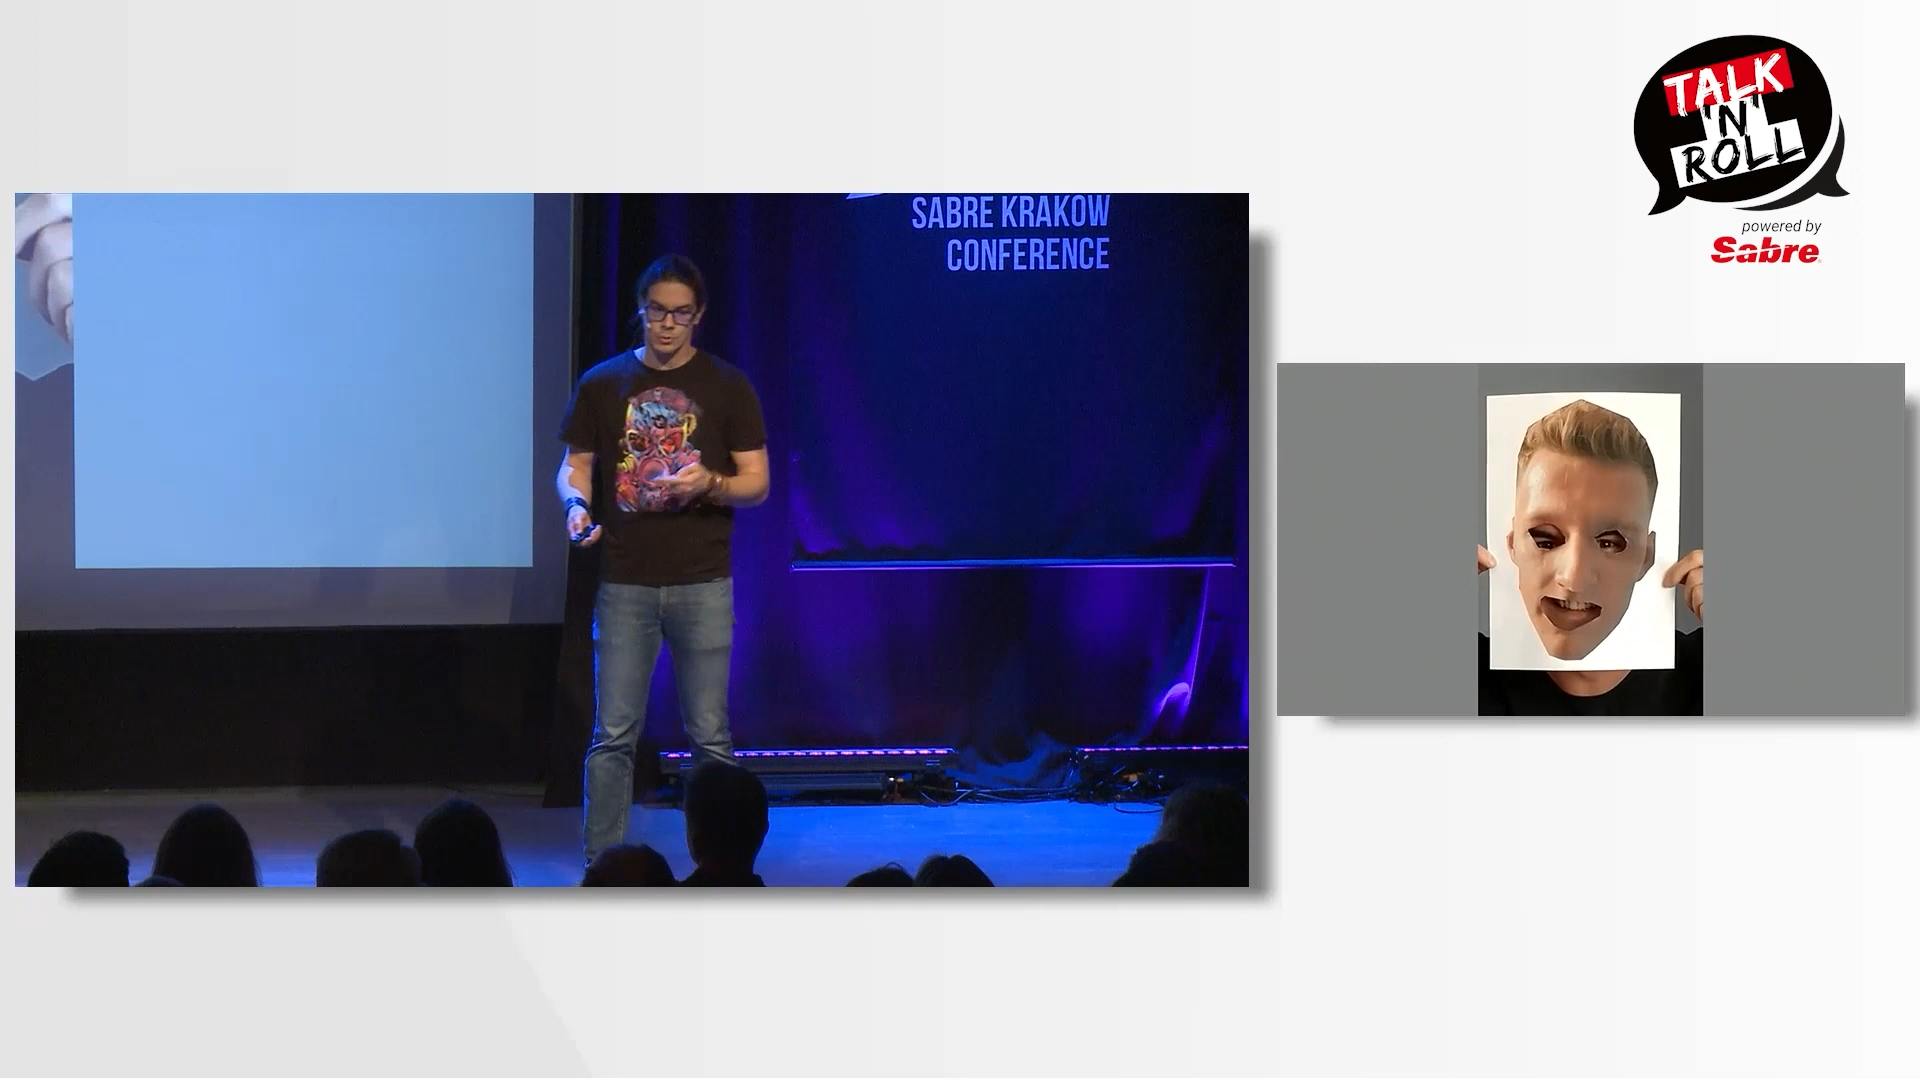 TALK
'N'
ROLL
powered by
Sabre
SABRE KRAKOW
CONFERENCE